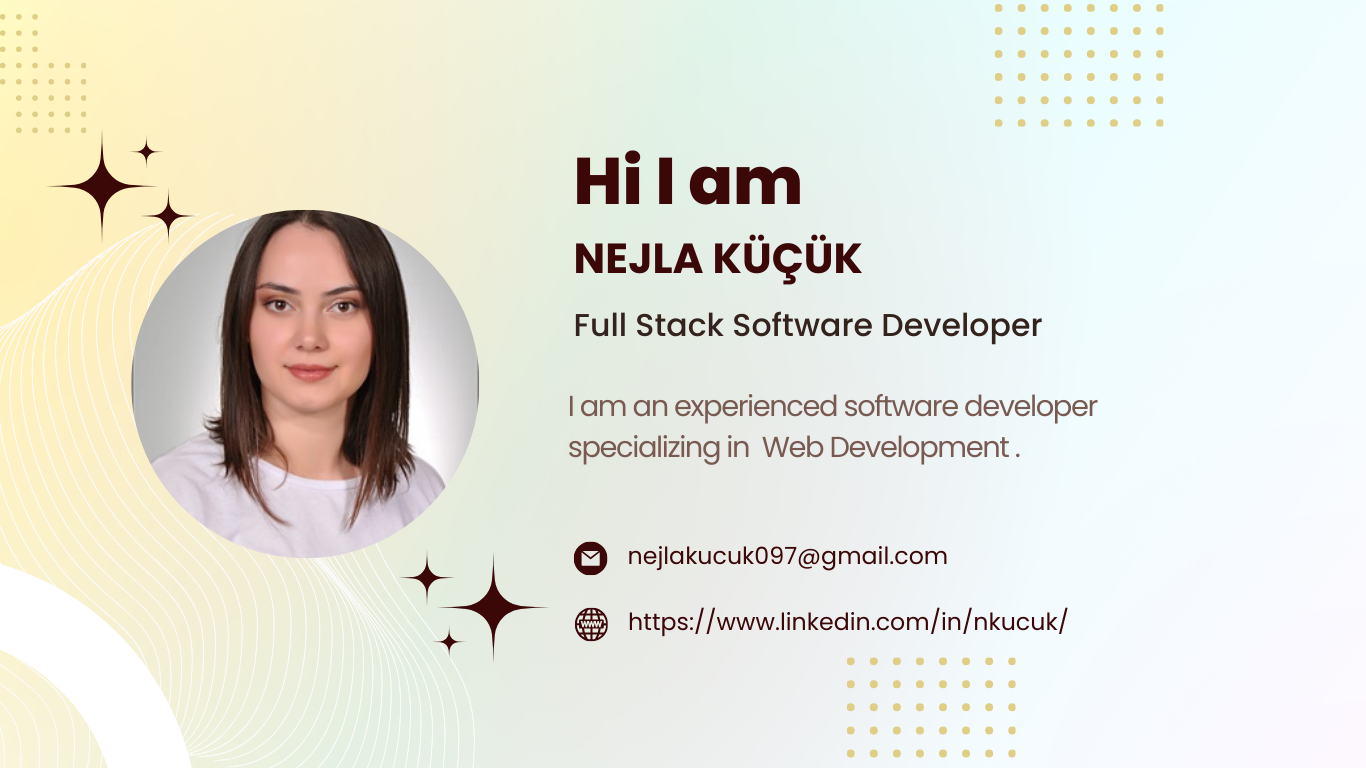 Hi I am
NEJLA KÜÇÜK
Full Stack Software Developer
I am an experienced software developer
specializing in  Web Development .
nejlakucuk097@gmail.com
WWW
https://www.linkedin.com/in/nkucuk/